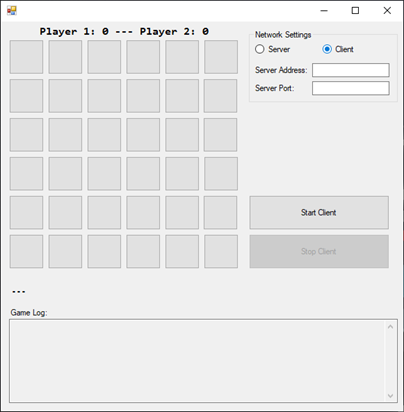 Player 1: 0 --- Player 2: 0
Network Settings
Server
Client
Server Address:
Server Port:
Start Client
Stop Client
---
Game Log: